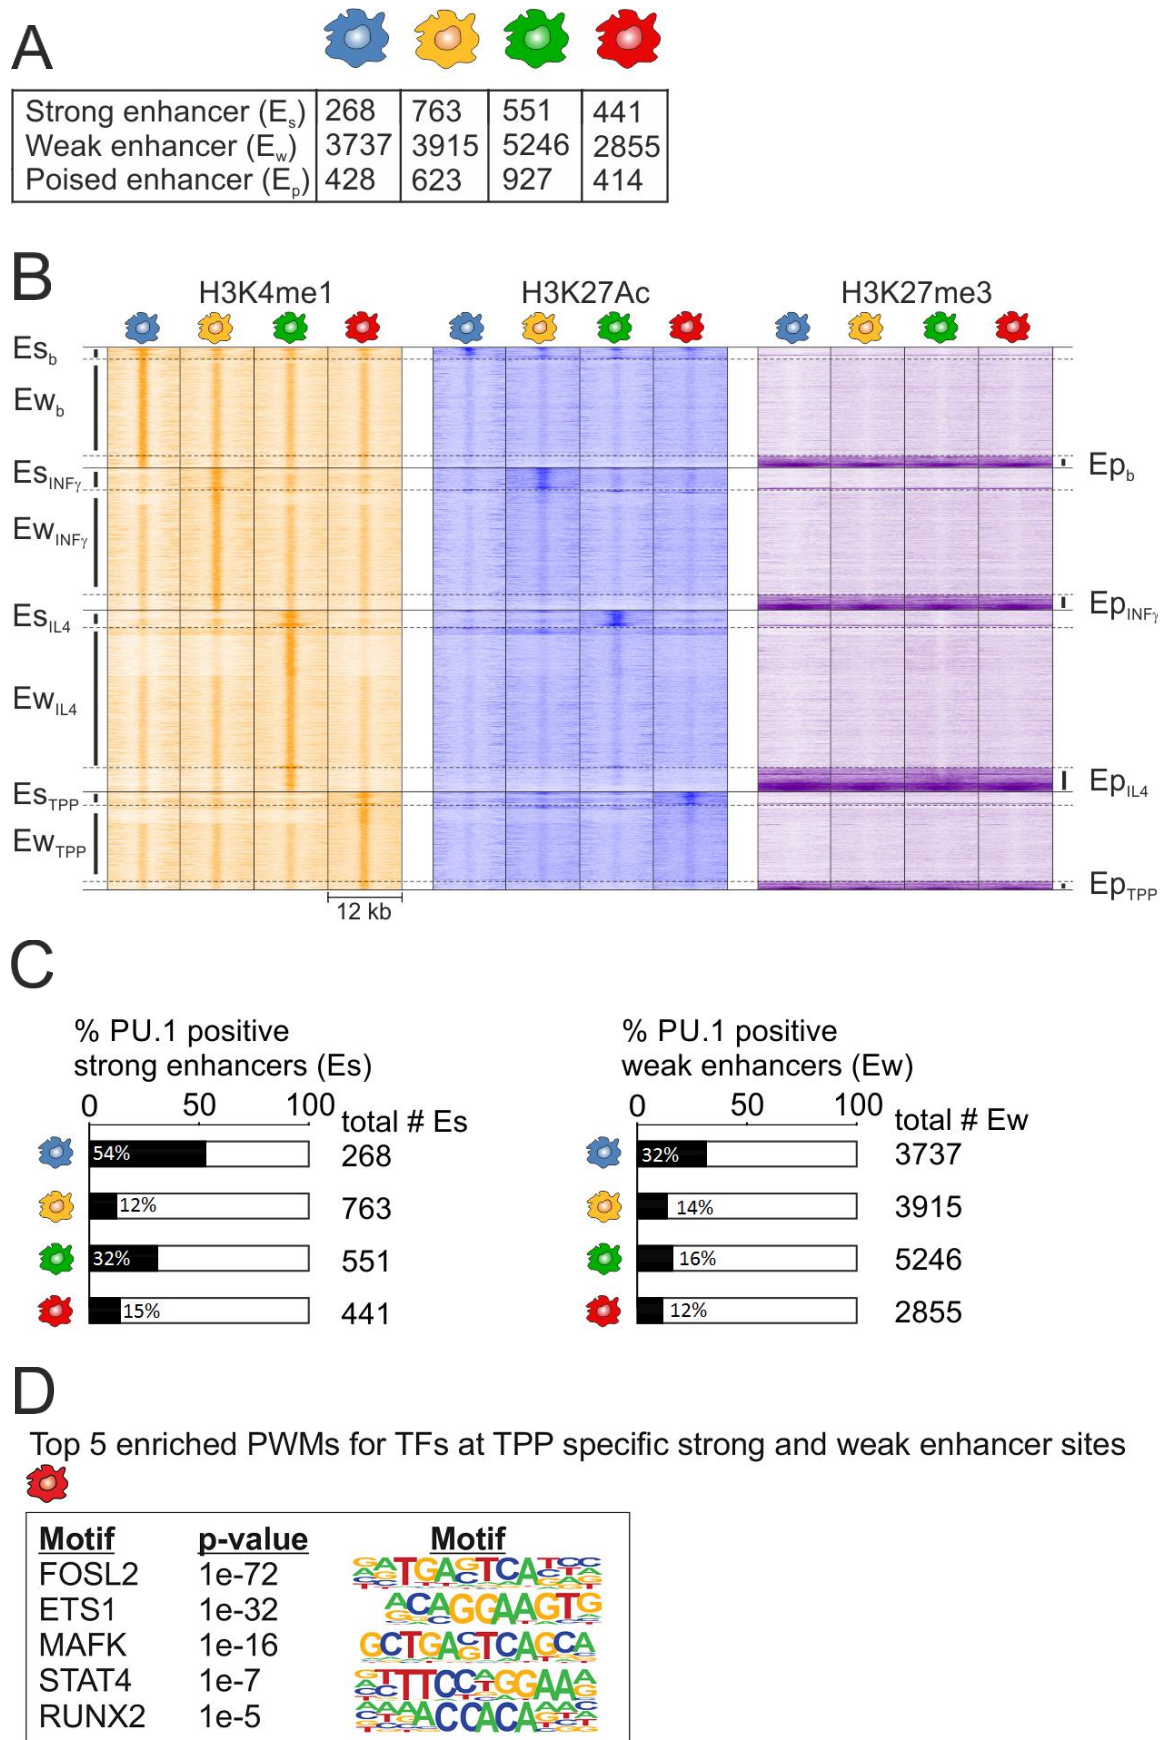 A
Strong enhancer (Es) 268 763 551 441
Weak enhancer (Ew) 3737 3915 5246 2855
Poised enhancer (Ep) 428 623 927 414
B
H3K4me1 H3K27Ac H3K27me3
Esb
Ewb
Epb
EsINFγ
EwINFγ
EpINFγ
EsIL4
EwIL4
EpIL4
EsTPP
EwTPP
EpTPP
12 kb
C
% PU.1 positive
strong enhancers (Es)
0 50 100 total # Es
54% 268
12% 763
32% 551
15% 441
% PU.1 positive
weak enhancers (Ew)
0 50 100 total # Ew
32% 3737
14% 3915
16% 5246
12% 2855
D
Top 5 enriched PWMs for TFs at TPP specific strong and weak enhancer sites
Motif p-value Motif
FOSL2 1e-72
ETS1 1e-32
MAFK 1e-16
STAT4 1e-7
RUNX2 1e-5